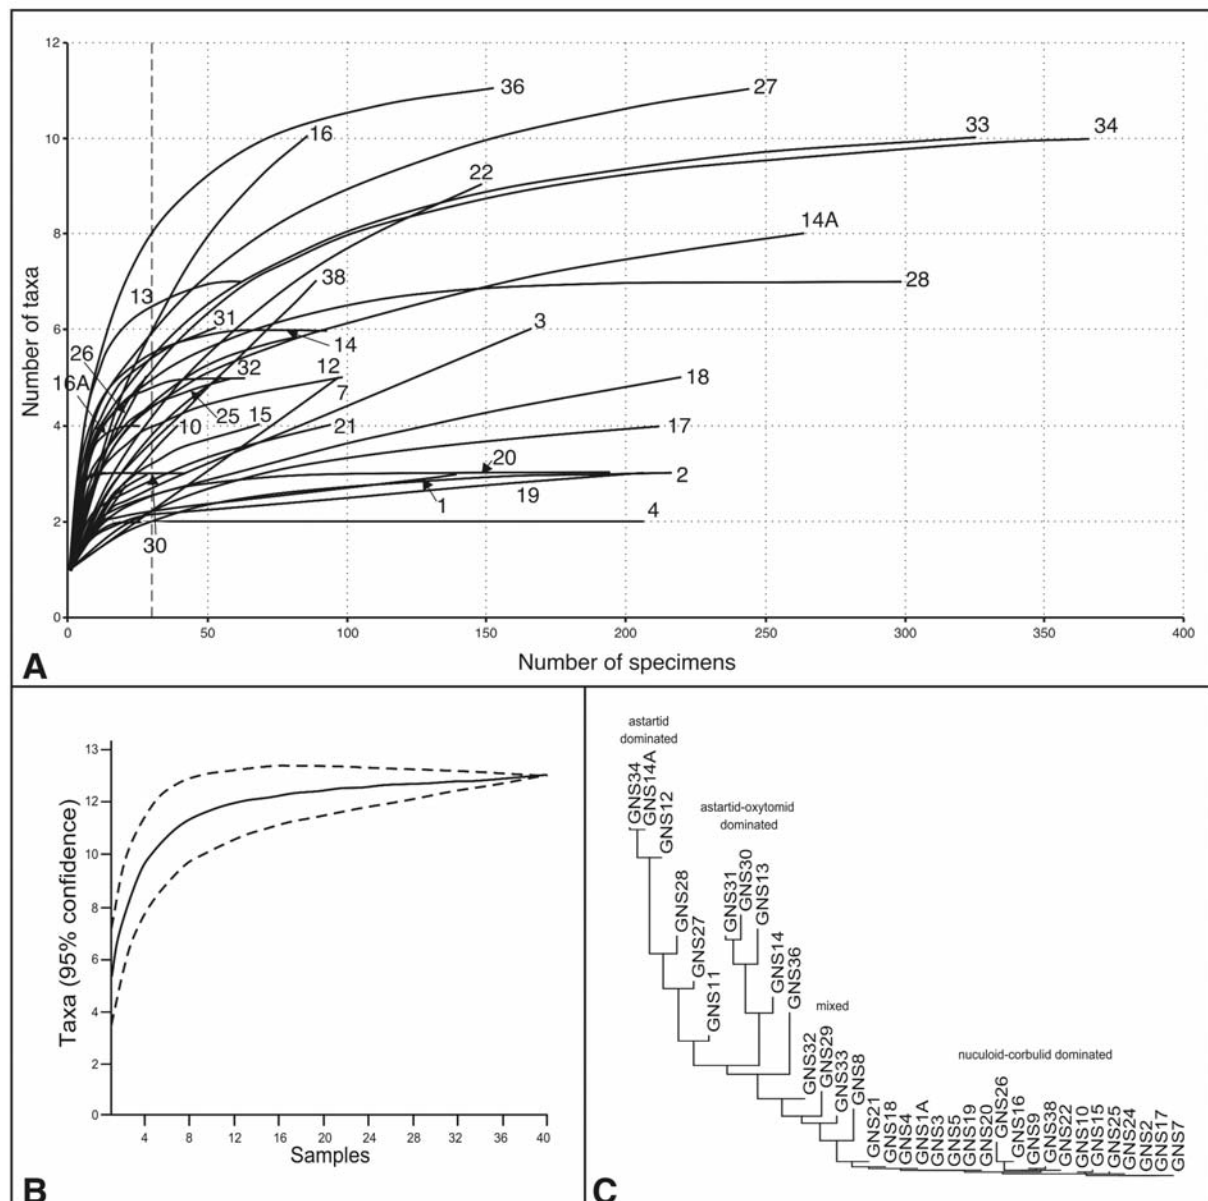 12
10
8
6
4
2
0
Number of taxa
0
50
100
150
200
250
300
350
400
Number of specimens
36
27
16
33
34
22
14A
13
38
28
31
3
14
26
32
12
16A
7
18
25
15
10
21
17
20
2
1
19
4
30
A
13
12
10
8
6
4
2
0
Taxa (95% confidence)
4
8
12
16
20
24
28
32
36
40
Samples
B
astartid
dominated
GNS34
GNS14A
GNS12
GNS28
GNS27
GNS11
astartid-oxytomid
dominated
GNS31
GNS30
GNS13
GNS14
GNS36
mixed
GNS32
GNS29
GNS33
GNS8
nuculoid-corbulid dominated
GNS21
GNS18
GNS4
GNS1A
GNS3
GNS5
GNS19
GNS20
GNS26
GNS16
GNS9
GNS38
GNS22
GNS10
GNS15
GNS25
GNS24
GNS2
GNS17
GNS7
C